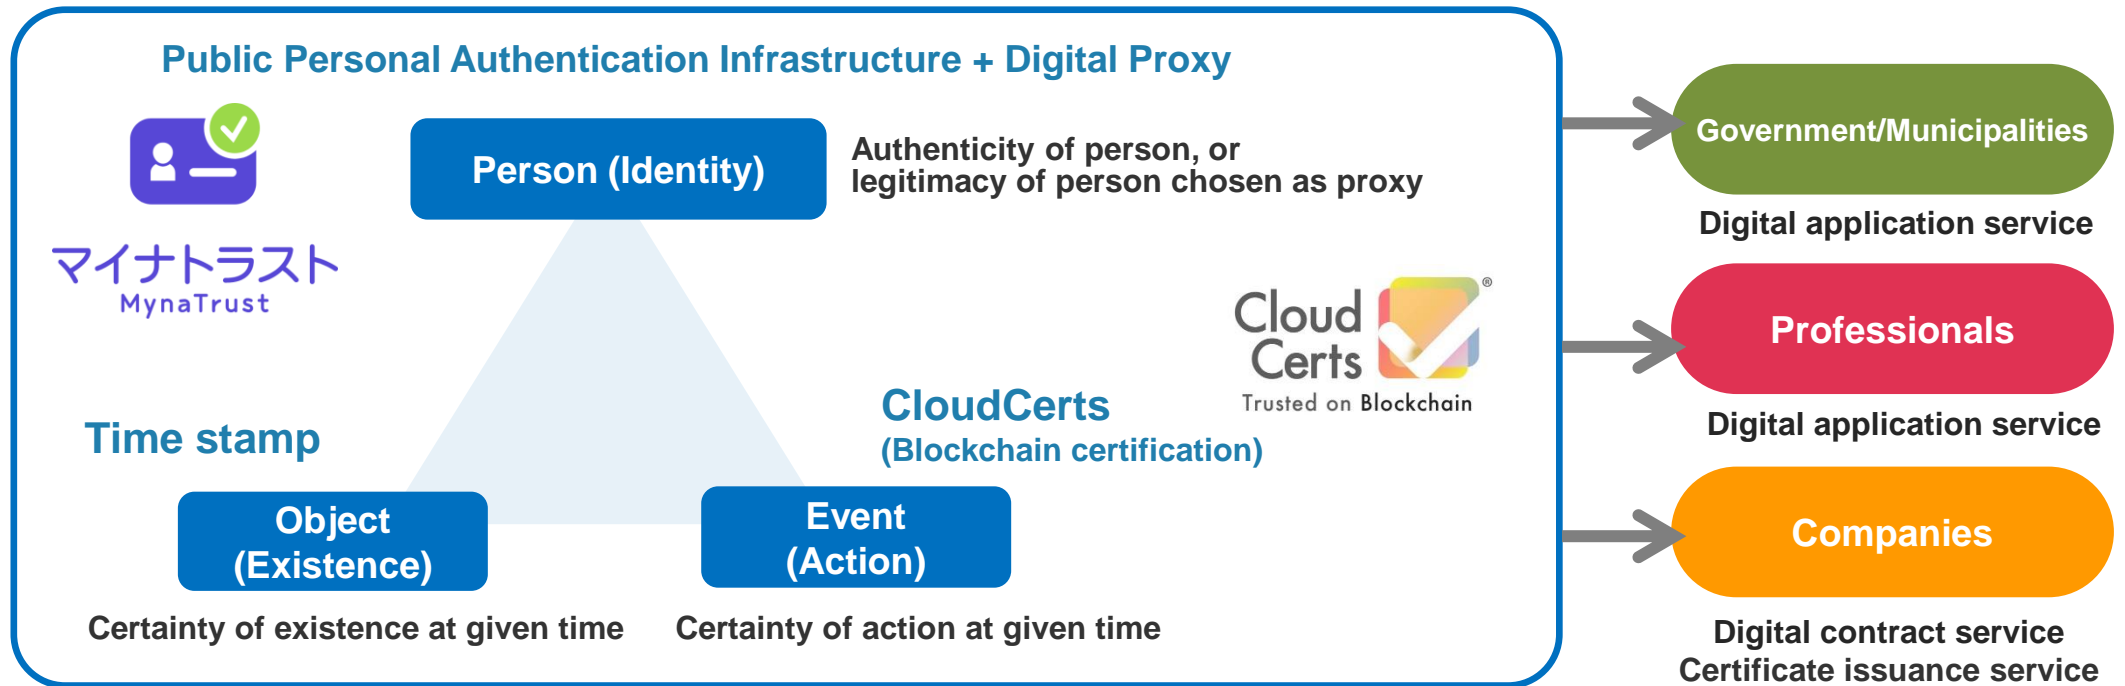 Public Personal Authentication Infrastructure + Digital Proxy
マイナトラスト
MynaTrust
Person (Identity)
Authenticity of person, or
legitimacy of person chosen as proxy
Cloud
Certs
®
Trusted on Blockchain
Time stamp
CloudCerts
(Blockchain certification)
Object
(Existence)
Certainty of existence at given time
Event
(Action)
Certainty of action at given time
Government/Municipalities
Digital application service
Professionals
Digital application service
Companies
Digital contract service
Certificate issuance service